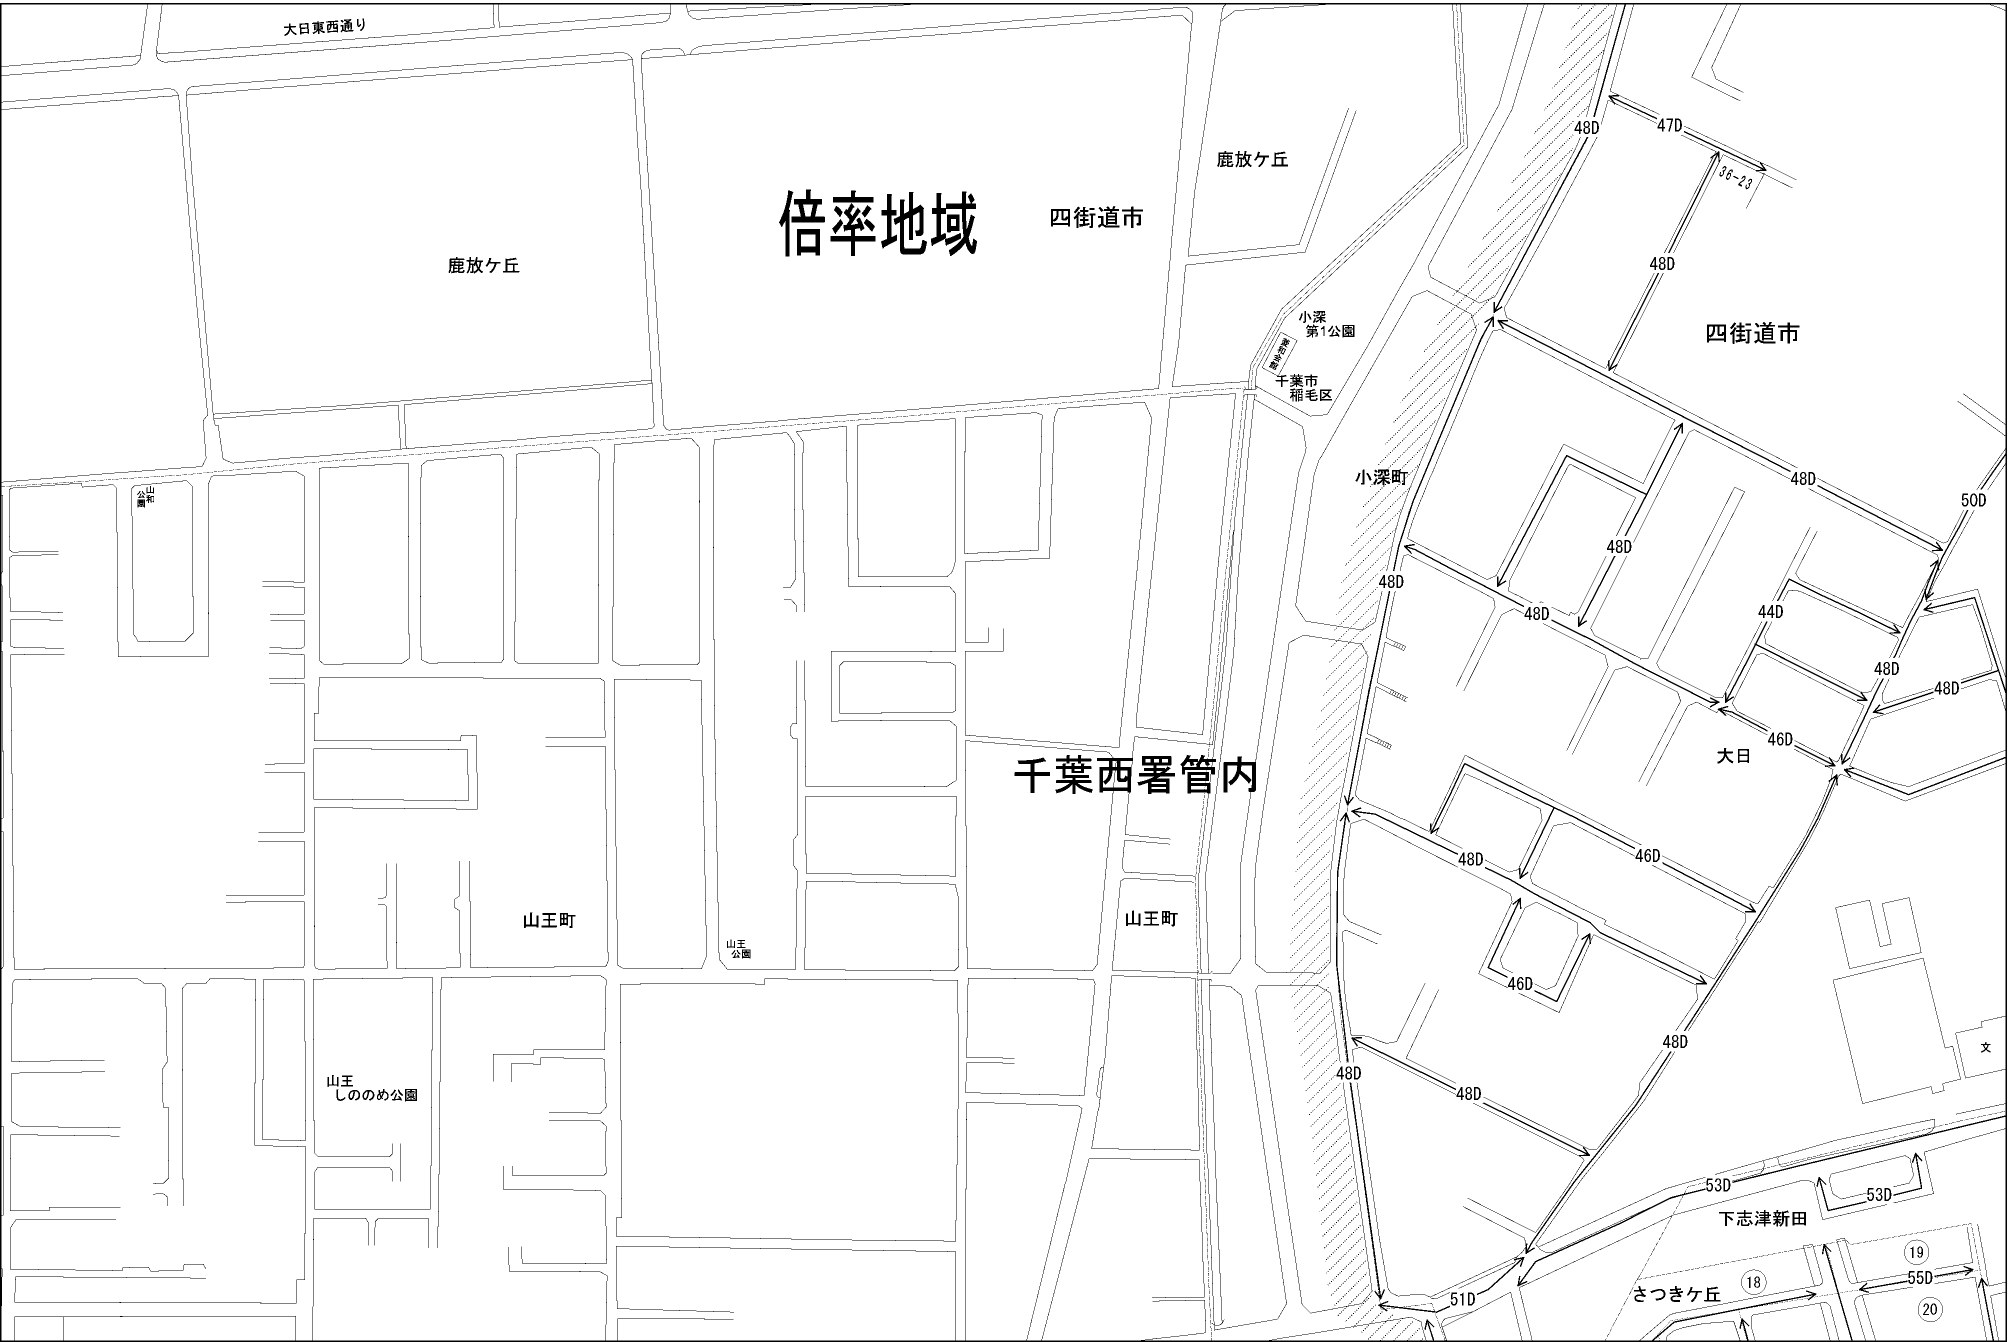 大日東西通り
48D
47D
36-23
鹿放ケ丘
倍率地域
四街道市
鹿放ケ丘
48D
小深
第1公園
四街道市
千葉市
稲毛区
小深町
48D
50D
山和
公園
48D
48D
48D
44D
48D
48D
46D
大日
千葉西署管内
48D
46D
山王町
山王町
山王
公園
46D
48D
文
48D
山王
しののめ公園
48D
53D
53D
下志津新田
19
18
55D
さつきケ丘
51D
20